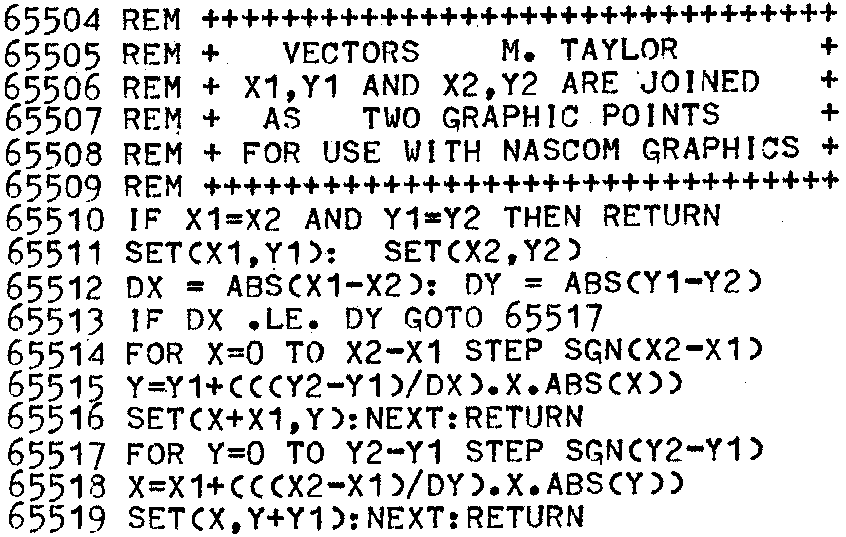 65504 REM ++++++++++++++++++++++++++++++++
65505 REM +   VECTORS    M. TAYLOR       +
65506 REM + X1,Y1 AND X2,Y2 ARE JOINED   +
65507 REM +  AS   TWO GRAPHIC POINTS     +
65508 REM + FOR USE WITH NASCOM GRAPHICS +
65509 REM ++++++++++++++++++++++++++++++++
65510 IF X1=X2 AND Y1=Y2 THEN RETURN
65511 SET(X1,Y1):  SET(X2,Y2)
65512 DX = ABS(X1-X2): DY = ABS(Y1-Y2)
65513 IF DX .LE. DY GOTO 65517
65514 FOR X=0 TO X2-X1 STEP SGN(X2-X1)
65515 Y=Y1+(((Y2-Y1)/DX).X.ABS(X))
65516 SET(X+X1,Y):NEXT:RETURN
65517 FOR Y=0 TO Y2-Y1 STEP SGN(Y2-Y1)
65518 X=X1+(((X2-X1)/DY).X.ABS(Y))
65519 SET(X,Y+Y1):NEXT:RETURN